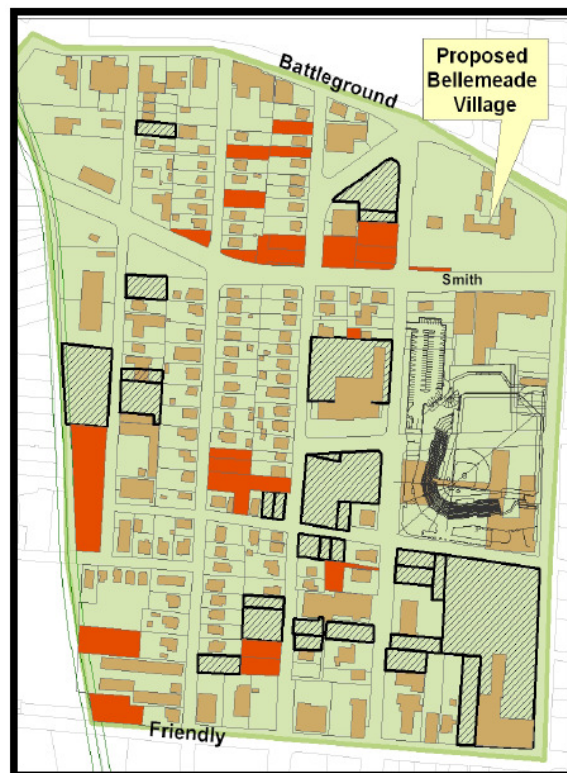 Battleground
Proposed
Bellemeade
Village
Smith
Friendly